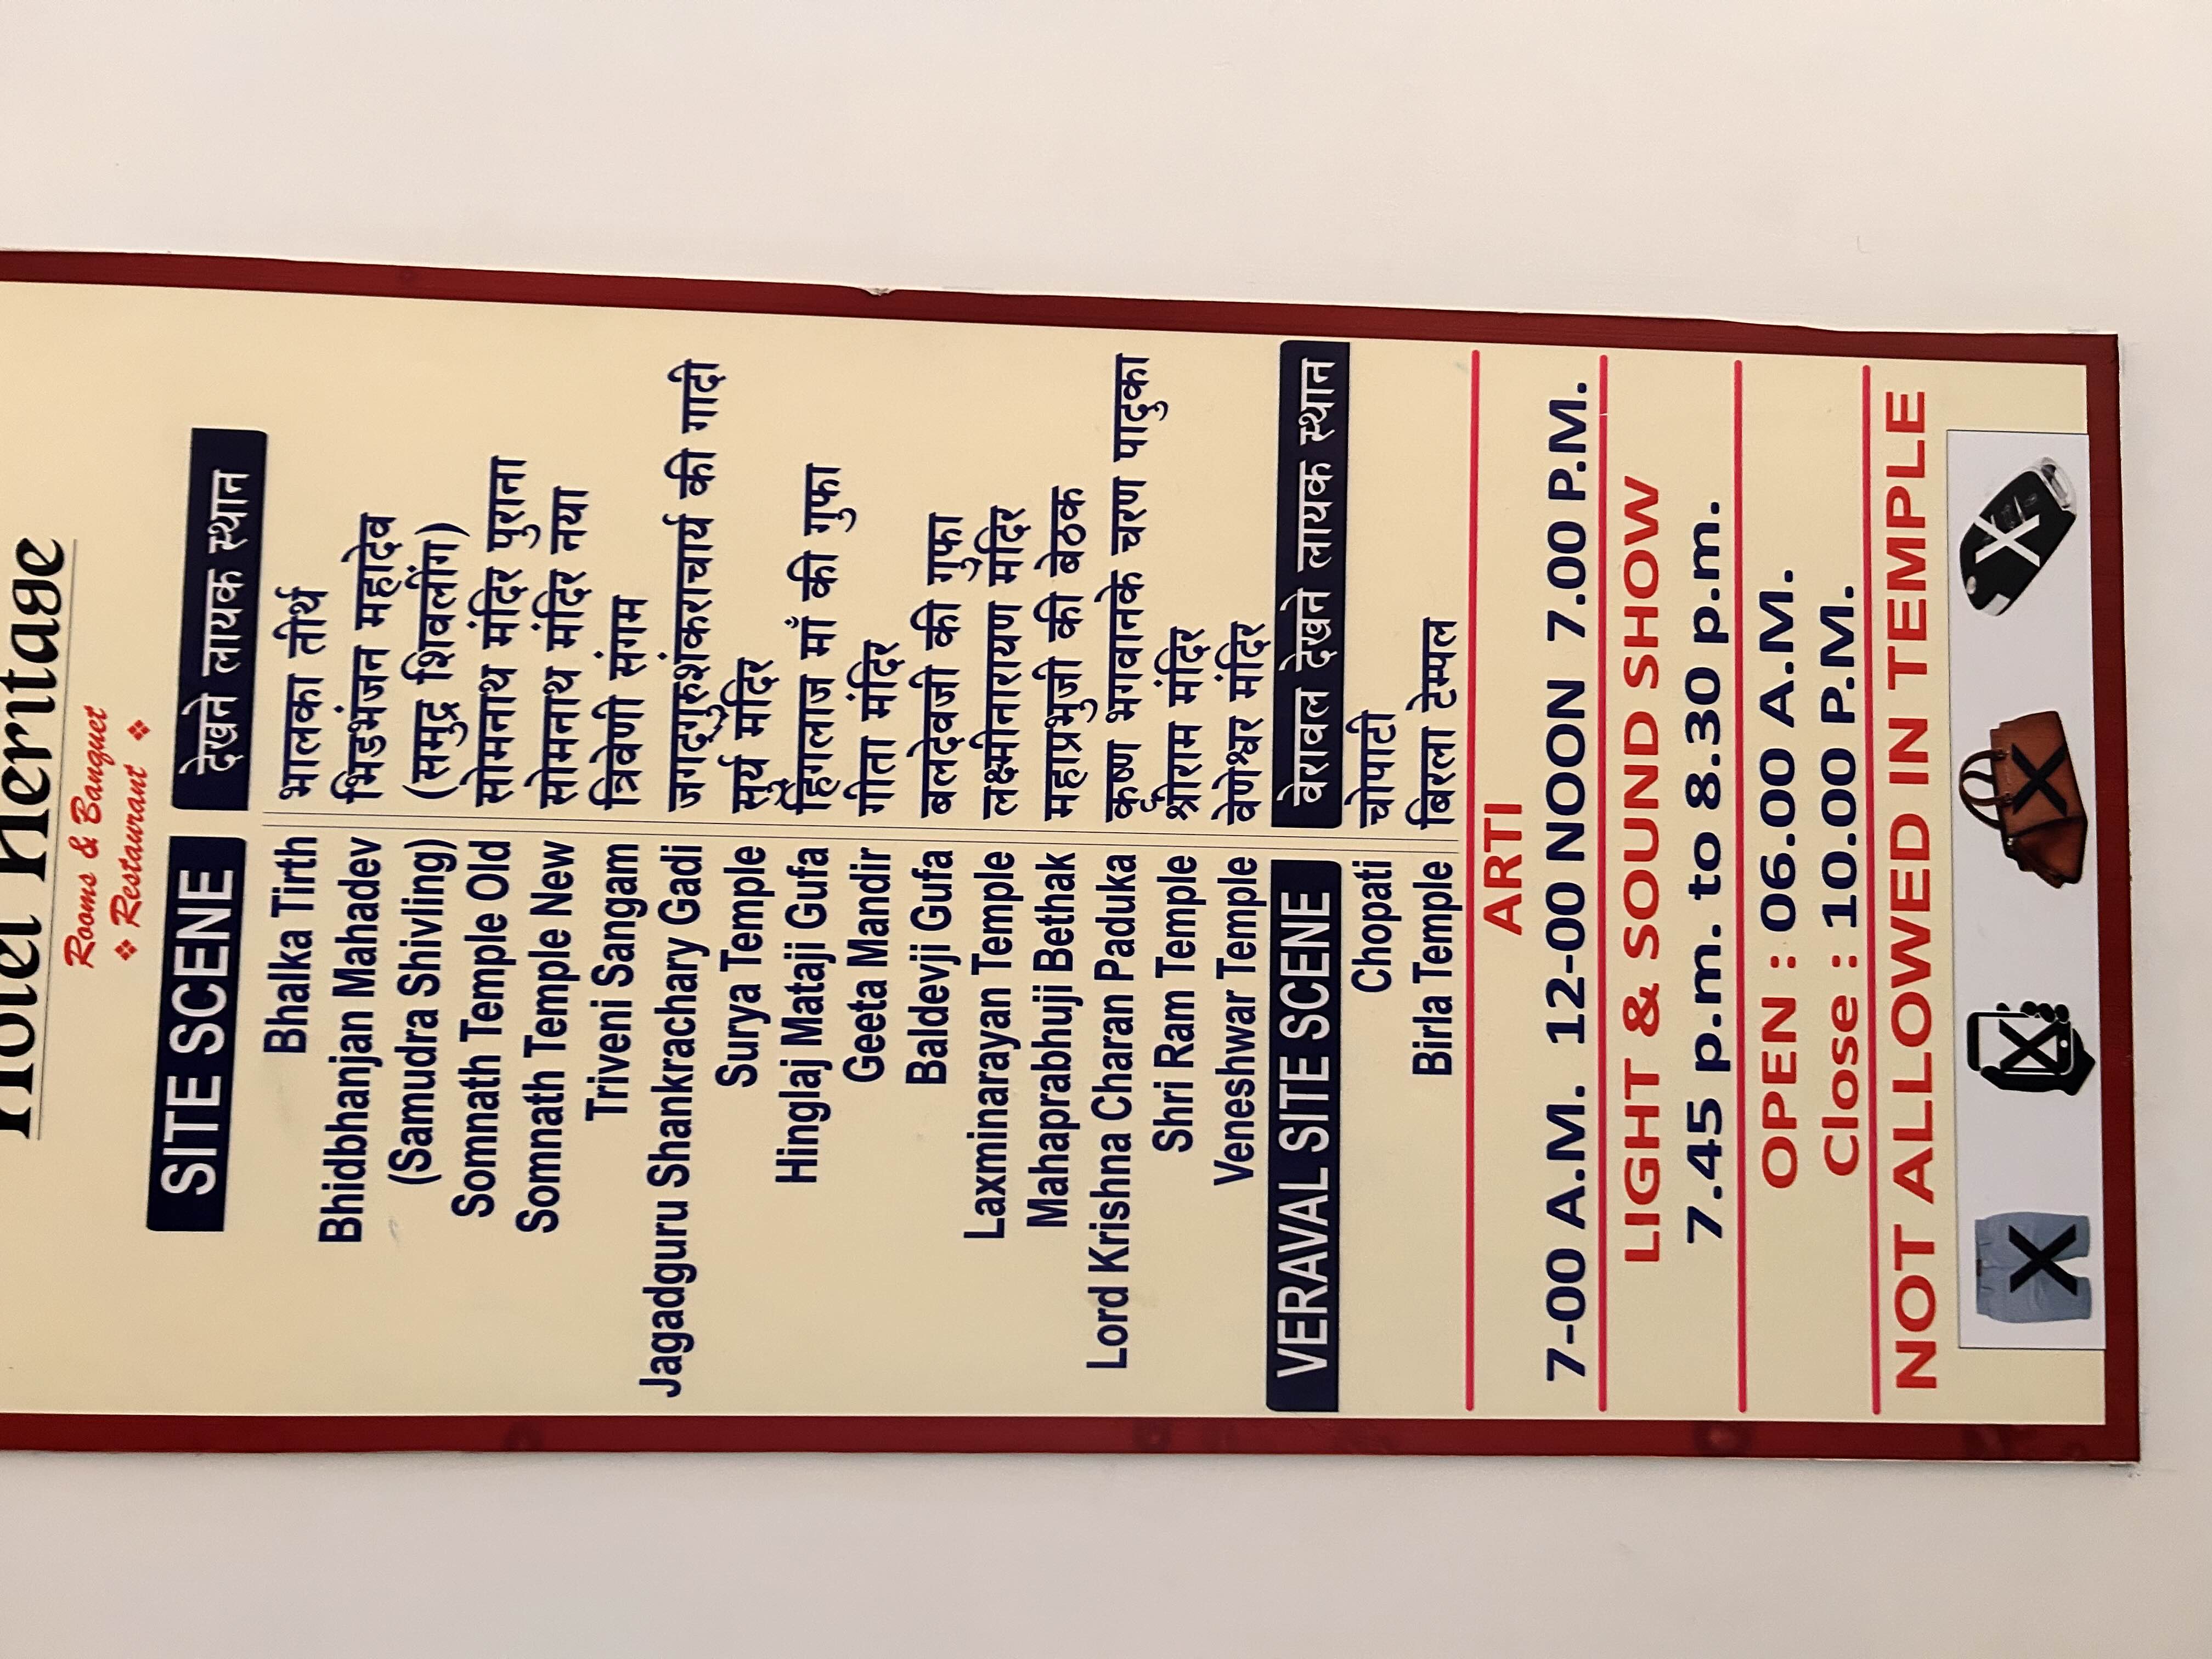 Hotel Heritage
Rooms & Banquet
❖ Restaurant ❖
SITE SCENE देखने लायक स्थान
Bhalka Tirth भालका तीर्थ
Bhidbhanjan Mahadev भिडभंजन महादेव
(Samudra Shivling) (समुद्र शिवलींग)
Somnath Temple Old सोमनाथ मंदिर पुराना
Somnath Temple New सोमनाथ मंदिर नया
Triveni Sangam त्रिवेणी संगम
Jagadguru Shankrachary Gadi जगद्गुरुशंकराचार्य की गादी
Surya Temple सूर्य मंदिर
Hinglaj Mataji Gufa हिंगलाज माँ की गुफा
Geeta Mandir गीता मंदिर
Baldevji Gufa बलदेवजी की गुफा
Laxminarayan Temple लक्ष्मीनारायण मंदिर
Mahaprabhuji Bethak महाप्रभुजी की बेठक
Lord Krishna Charan Paduka कृष्ण भगवानके चरण पादुका
Shri Ram Temple श्रीराम मंदिर
Veneshwar Temple वेणेश्वर मंदिर
VERAVAL SITE SCENE वेरावल देखने लायक स्थान
Chopati चोपाटी
Birla Temple बिरला टेम्पल
ARTI
7-00 A.M. 12-00 NOON 7.00 P.M.
LIGHT & SOUND SHOW
7.45 p.m. to 8.30 p.m.
OPEN : 06.00 A.M.
Close : 10.00 P.M.
NOT ALLOWED IN TEMPLE